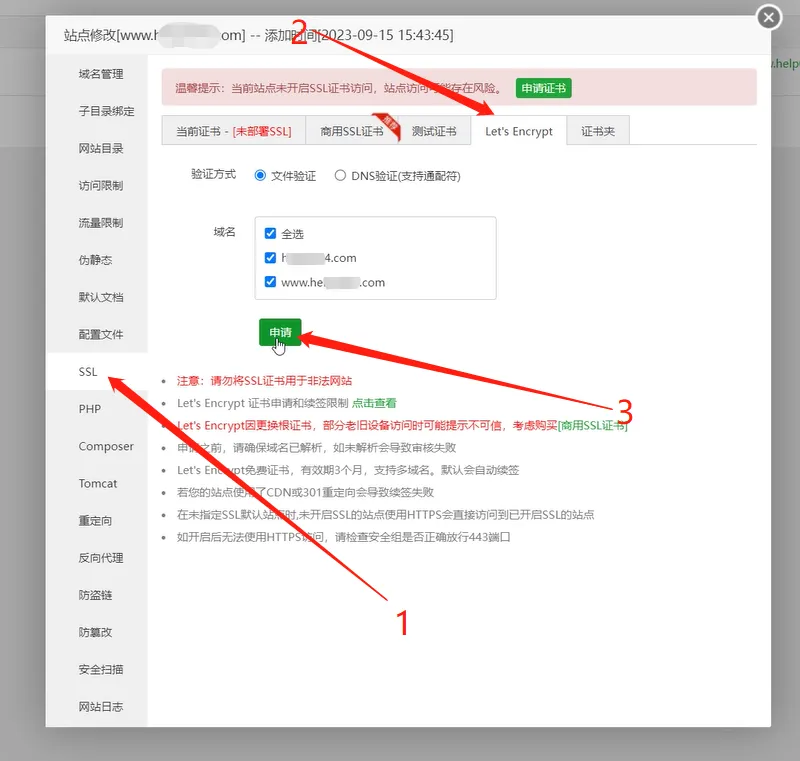 站点修改[www.h om] -- 添加时间[2023-09-15 15:43:45]
2
www.help
域名管理
子目录绑定
网站目录
访问限制
流量限制
伪静态
默认文档
配置文件
SSL
PHP
Composer
Tomcat
重定向
反向代理
防盗链
防篡改
安全扫描
网站日志
温馨提示：当前站点未开启SSL证书访问，站点访问可能存在风险。 申请证书
当前证书 - [未部署SSL] 商用SSL证书 推荐 测试证书 Let's Encrypt 证书夹
验证方式 文件验证 DNS验证(支持通配符)
域名 全选
h 4.com
www.he .com
申请
3
注意：请勿将SSL证书用于非法网站
Let's Encrypt 证书申请和续签限制 点击查看
Let's Encrypt因更换根证书，部分老旧设备访问时可能提示不可信，考虑购买[商用SSL证书]
申请之前，请确保域名已解析，如未解析会导致审核失败
Let's Encrypt免费证书，有效期3个月，支持多域名。默认会自动续签
若您的站点使用了CDN或301重定向会导致续签失败
在未指定SSL默认站点时,未开启SSL的站点使用HTTPS会直接访问到已开启SSL的站点
如开启后无法使用HTTPS访问，请检查安全组是否正确放行443端口
1